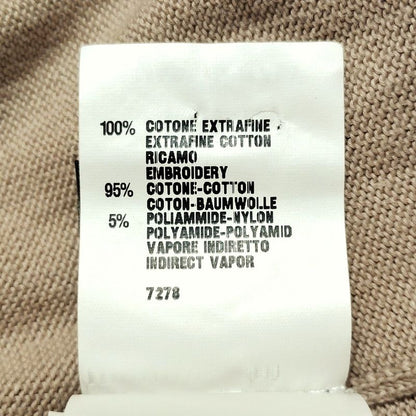 100% COTONE EXTRAFINE
EXTRAFINE COTTON
RICAMO
EMBROIDERY
95% COTONE-COTTON
COTON-BAUMWOLLE
5% POLIAMMIDE-NYLON
POLYAMIDE-POLYAMID
VAPORE INDIRETTO
INDIRECT VAPOR
7278